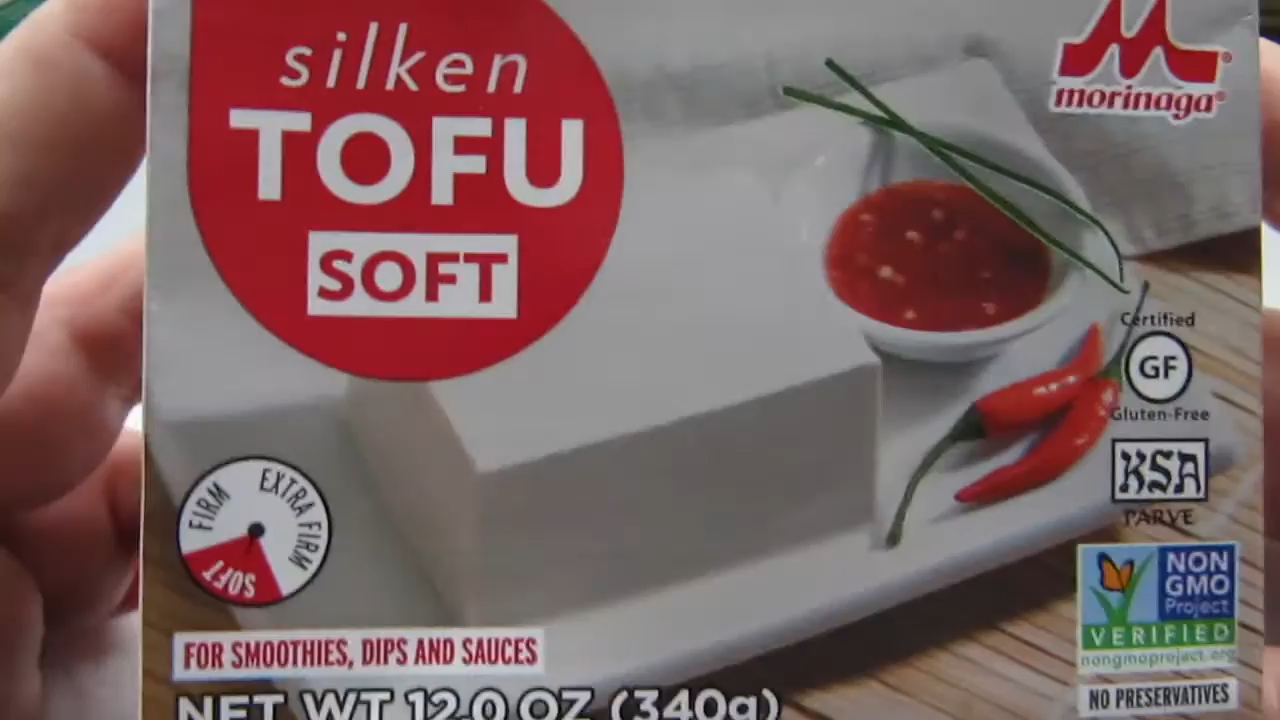 silken
TOFU
SOFT
morinaga
Certified
GF
Gluten-Free
KSA
PARVE
FIRM
EXTRA FIRM
SOFT
NON
GMO
Project
VERIFIED
nongmoproject.org
FOR SMOOTHIES, DIPS AND SAUCES
NO PRESERVATIVES
NET WT 12.0 OZ (340g)